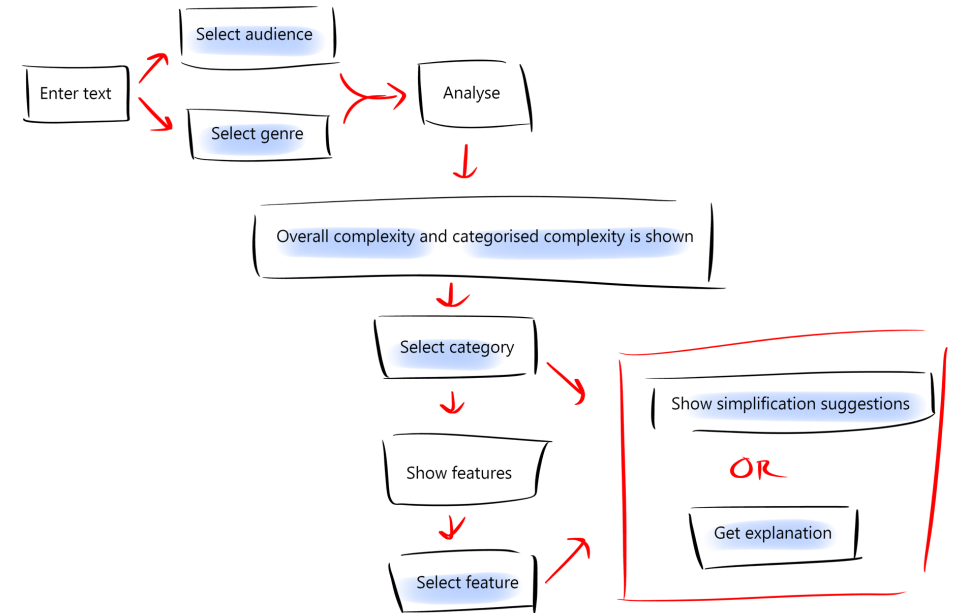 Select audience
Enter text
Analyse
Select genre
Overall complexity and categorised complexity is shown
Select category
Show simplification suggestions
OR
Show features
Get explanation
Select feature